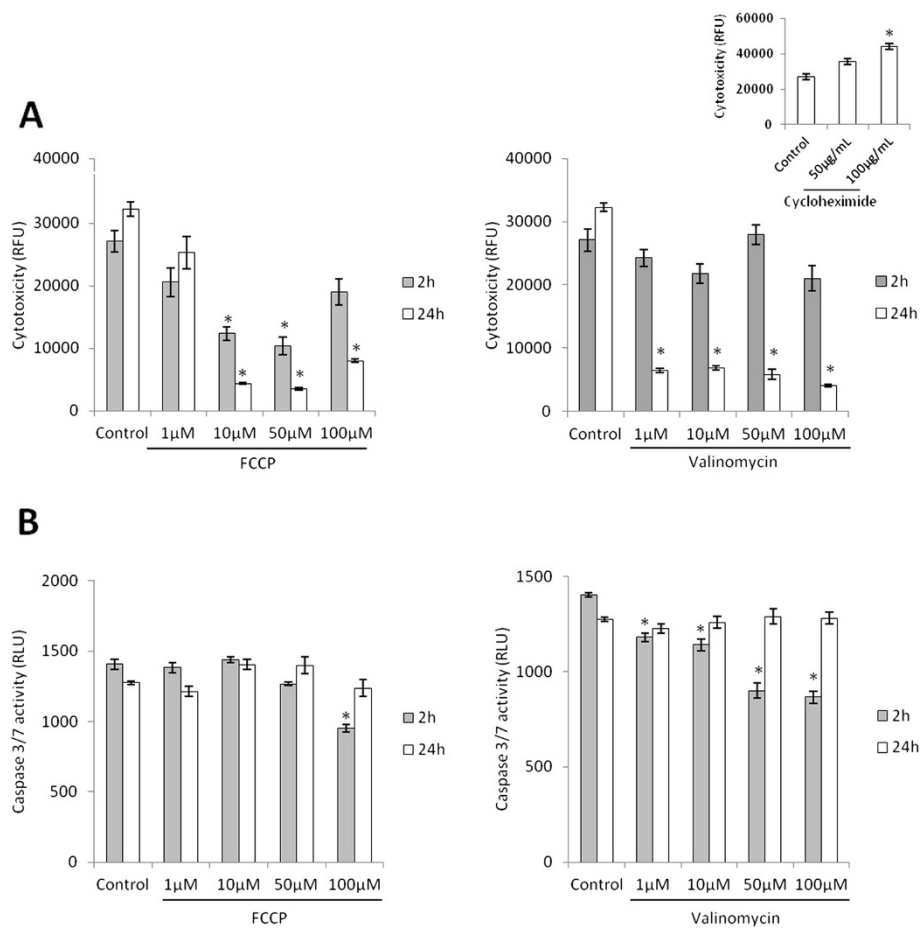 A
Cytotoxicity (RFU)
60000
40000
20000
0
*
Control
50µg/mL
100µg/mL
Cycloheximide
Cytotoxicity (RFU)
40000
30000
20000
10000
0
* * * * *
Control 1µM 10µM 50µM 100µM
FCCP
2h
24h
Cytotoxicity (RFU)
40000
30000
20000
10000
0
* * * *
Control 1µM 10µM 50µM 100µM
Valinomycin
2h
24h
B
Caspase 3/7 activity (RLU)
2000
1500
1000
500
0
*
Control 1µM 10µM 50µM 100µM
FCCP
2h
24h
Caspase 3/7 activity (RLU)
1500
1000
500
0
* * * *
Control 1µM 10µM 50µM 100µM
Valinomycin
2h
24h